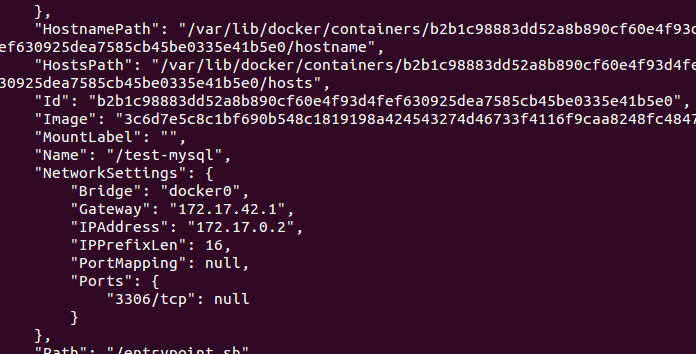 },
"HostnamePath": "/var/lib/docker/containers/b2b1c98883dd52a8b890cf60e4f93d
ef630925dea7585cb45be0335e41b5e0/hostname",
"HostsPath": "/var/lib/docker/containers/b2b1c98883dd52a8b890cf60e4f93d4fe
630925dea7585cb45be0335e41b5e0/hosts",
"Id": "b2b1c98883dd52a8b890cf60e4f93d4fef630925dea7585cb45be0335e41b5e0",
"Image": "3c6d7e5c8c1bf690b548c1819198a424543274d46733f4116f9caa8248fc4847
"MountLabel": "",
"Name": "/test-mysql",
"NetworkSettings": {
"Bridge": "docker0",
"Gateway": "172.17.42.1",
"IPAddress": "172.17.0.2",
"IPPrefixLen": 16,
"PortMapping": null,
"Ports": {
"3306/tcp": null
}
},
"Path": "/entrypoint.sh"